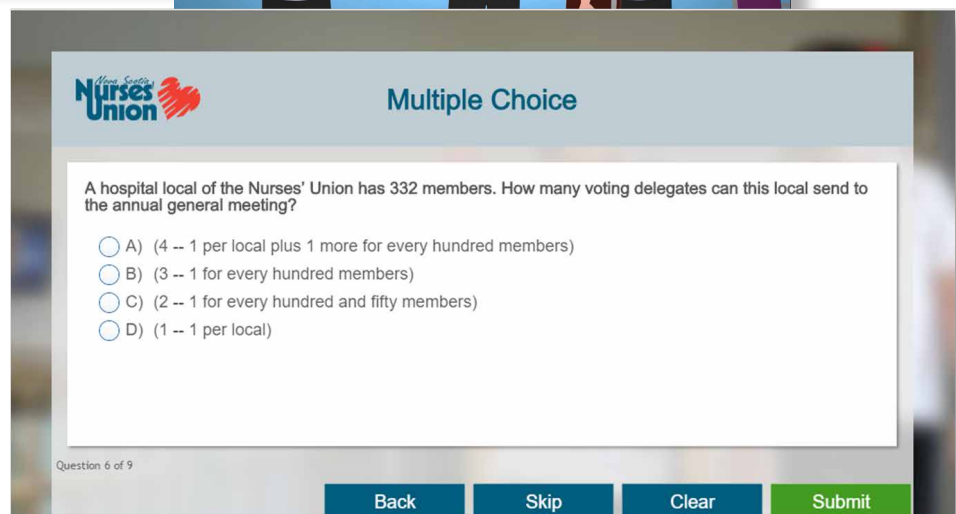 Nova Scotia
Nurses'
Union
Multiple Choice
A hospital local of the Nurses' Union has 332 members. How many voting delegates can this local send to
the annual general meeting?
A) (4 -- 1 per local plus 1 more for every hundred members)
B) (3 -- 1 for every hundred members)
C) (2 -- 1 for every hundred and fifty members)
D) (1 -- 1 per local)
Question 6 of 9
Back Skip Clear Submit